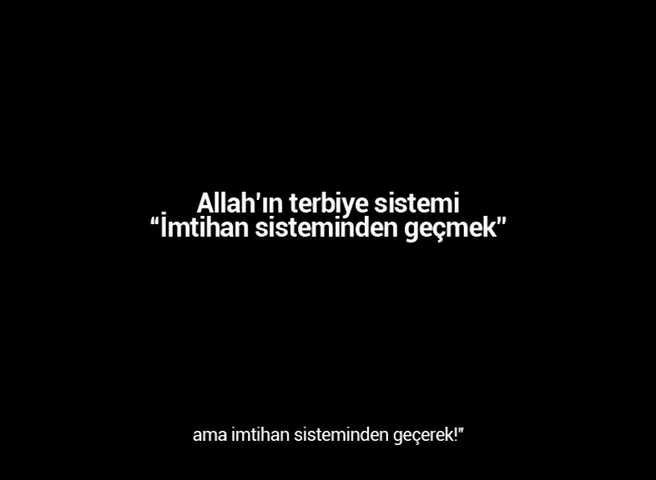 Allah'ın terbiye sistemi
“İmtihan sisteminden geçmek”
ama imtihan sisteminden geçerek!”